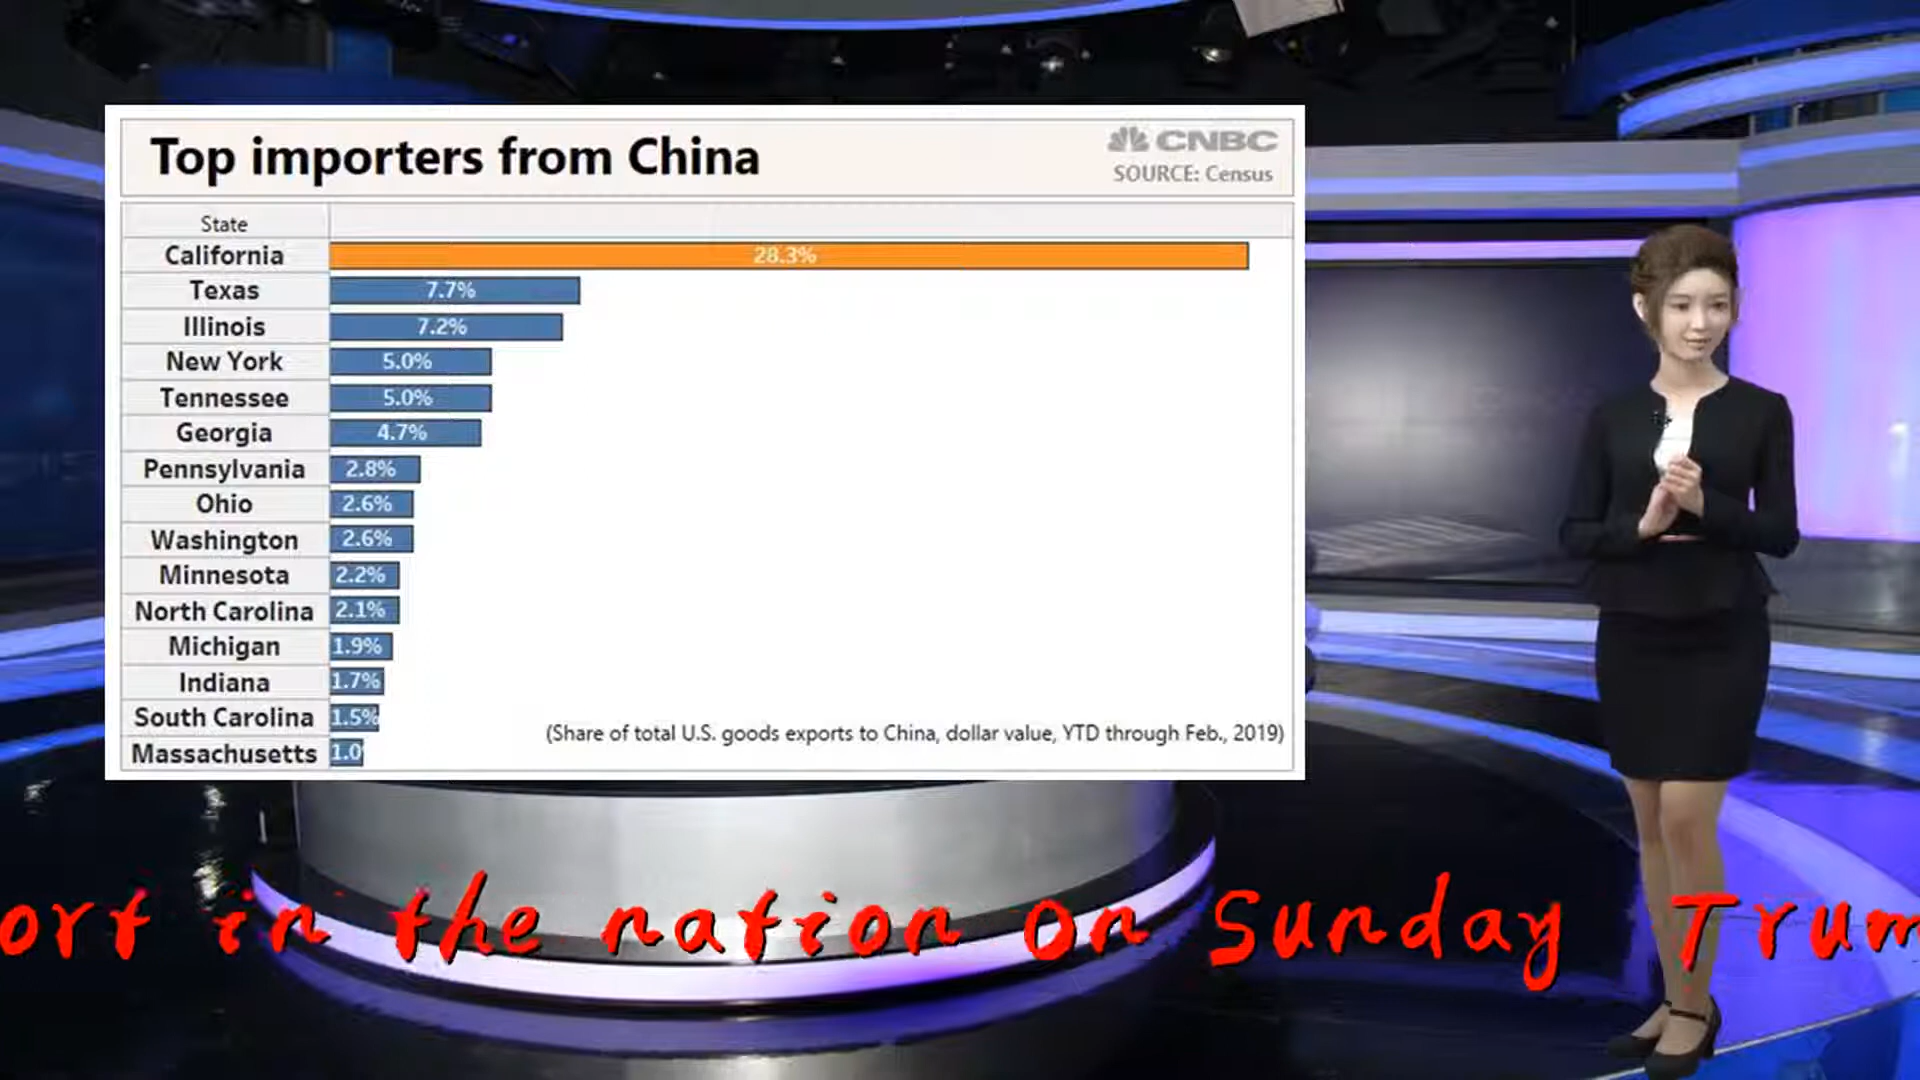 Top importers from China
CNBC
SOURCE: Census
State
California 28.3%
Texas 7.7%
Illinois 7.2%
New York 5.0%
Tennessee 5.0%
Georgia 4.7%
Pennsylvania 2.8%
Ohio 2.6%
Washington 2.6%
Minnesota 2.2%
North Carolina 2.1%
Michigan 1.9%
Indiana 1.7%
South Carolina 1.5%
Massachusetts 1.0
(Share of total U.S. goods exports to China, dollar value, YTD through Feb., 2019)
ort in the nation on Sunday Trum